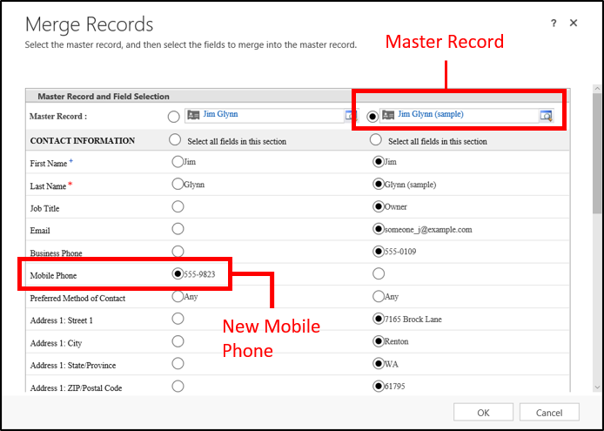 Merge Records
? ×
Select the master record, and then select the fields to merge into the master record.
Master Record
Master Record and Field Selection
Master Record : Jim Glynn Jim Glynn (sample)
CONTACT INFORMATION Select all fields in this section Select all fields in this section
First Name * Jim Jim
Last Name * Glynn Glynn (sample)
Job Title Owner
Email someone_j@example.com
Business Phone 555-0109
Mobile Phone 555-9823
Preferred Method of Contact Any Any
New Mobile
Phone
Address 1: Street 1 7165 Brock Lane
Address 1: City Renton
Address 1: State/Province WA
Address 1: ZIP/Postal Code 61795
OK Cancel